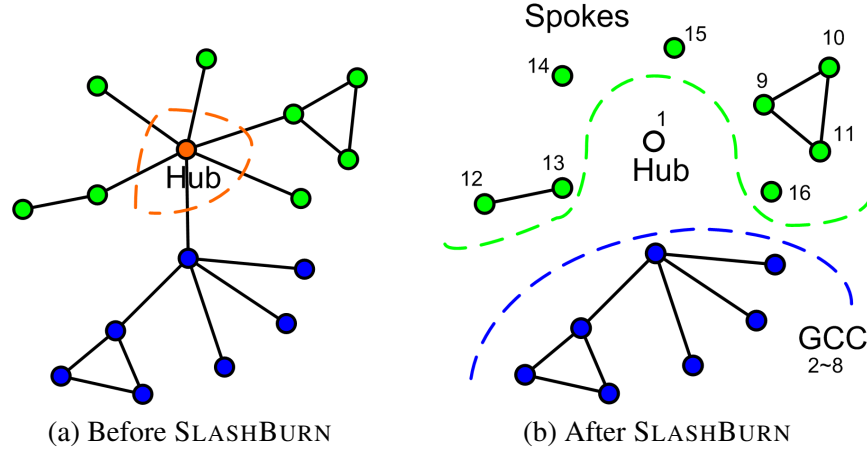 Hub
(a) Before SLASHBURN
Spokes
15
10
14
9
1
Hub
11
12
13
16
GCC
2~8
(b) After SLASHBURN